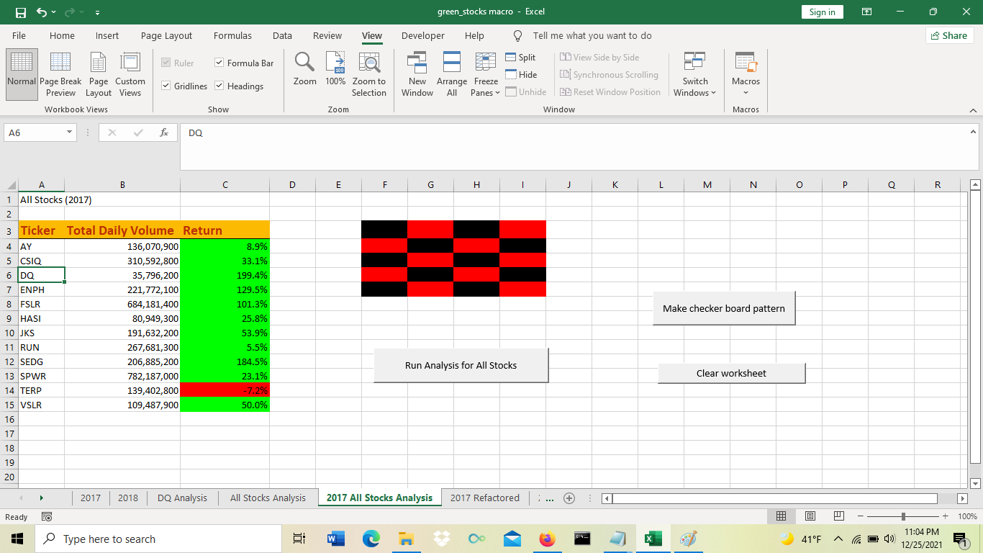 green_stocks macro - Excel
Sign in
File Home Insert Page Layout Formulas Data Review View Developer Help Tell me what you want to do Share
Normal Page Break Preview Page Layout Custom Views
Workbook Views
Ruler Formula Bar
Gridlines Headings
Show
Zoom 100% Zoom to Selection
Zoom
New Window Arrange All Freeze Panes
Split
Hide
Unhide
View Side by Side
Synchronous Scrolling
Reset Window Position
Switch Windows
Window
Macros
Macros
A6 fx DQ
A B C D E F G H I J K L M N O P Q R
1 All Stocks (2017)
2
3 Ticker Total Daily Volume Return
4 AY 136,070,900 8.9%
5 CSIQ 310,592,800 33.1%
6 DQ 35,796,200 199.4%
7 ENPH 221,772,100 129.5%
8 FSLR 684,181,400 101.3%
9 HASI 80,949,300 25.8%
10 JKS 191,632,200 53.9%
11 RUN 267,681,300 5.5%
12 SEDG 206,885,200 184.5%
13 SPWR 782,187,000 23.1%
14 TERP 139,402,800 -7.2%
15 VSLR 109,487,900 50.0%
16
17
18
19
20
Make checker board pattern
Run Analysis for All Stocks
Clear worksheet
2017 2018 DQ Analysis All Stocks Analysis 2017 All Stocks Analysis 2017 Refactored ...
Ready 100%
Type here to search
41°F
11:04 PM
12/25/2021
1